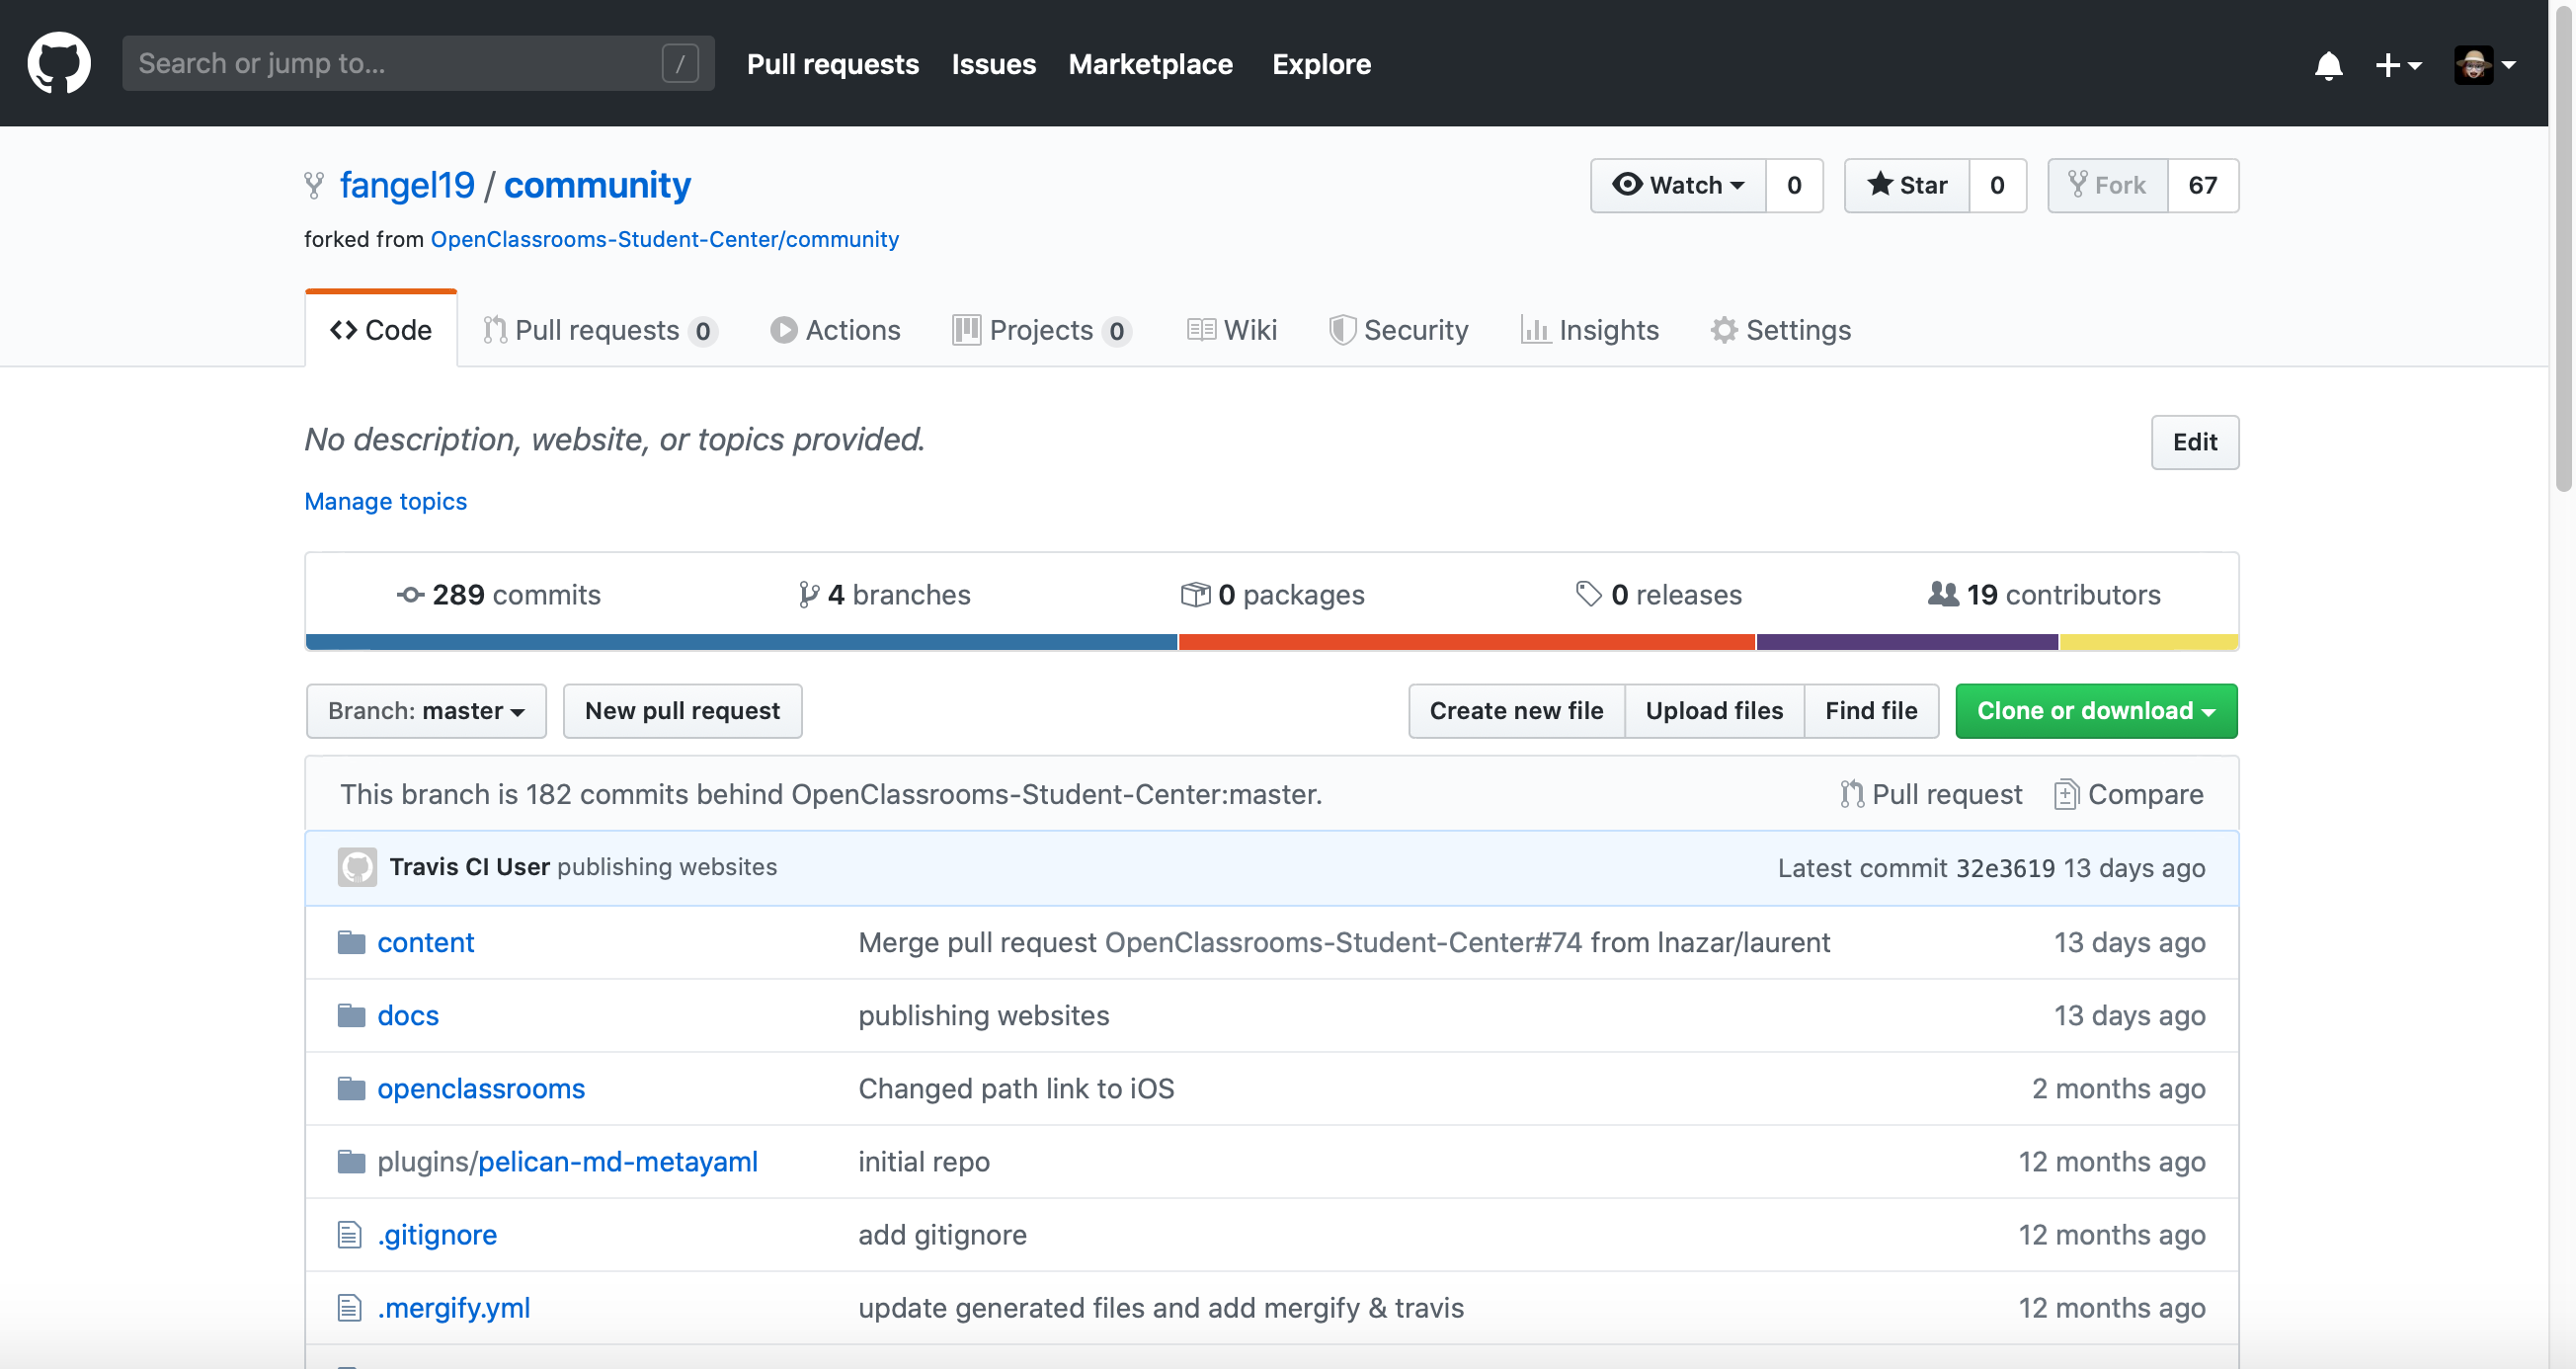 Search or jump to... /
Pull requests Issues Marketplace Explore
fangel19 / community
Watch 0 Star 0 Fork 67
forked from OpenClassrooms-Student-Center/community
Code Pull requests 0 Actions Projects 0 Wiki Security Insights Settings
No description, website, or topics provided.
Edit
Manage topics
289 commits 4 branches 0 packages 0 releases 19 contributors
Branch: master New pull request Create new file Upload files Find file Clone or download
This branch is 182 commits behind OpenClassrooms-Student-Center:master. Pull request Compare
Travis CI User publishing websites Latest commit 32e3619 13 days ago
content Merge pull request OpenClassrooms-Student-Center#74 from lnazar/laurent 13 days ago
docs publishing websites 13 days ago
openclassrooms Changed path link to iOS 2 months ago
plugins/pelican-md-metayaml initial repo 12 months ago
.gitignore add gitignore 12 months ago
.mergify.yml update generated files and add mergify & travis 12 months ago